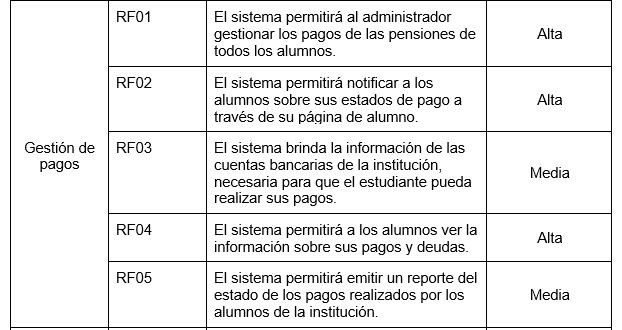 Gestión de
pagos
RF01
El sistema permitirá al administrador
gestionar los pagos de las pensiones de
todos los alumnos.
Alta
RF02
El sistema permitirá notificar a los
alumnos sobre sus estados de pago a
través de su página de alumno.
Alta
RF03
El sistema brinda la información de las
cuentas bancarias de la institución,
necesaria para que el estudiante pueda
realizar sus pagos.
Media
RF04
El sistema permitirá a los alumnos ver la
información sobre sus pagos y deudas.
Alta
RF05
El sistema permitirá emitir un reporte del
estado de los pagos realizados por los
alumnos de la institución.
Media